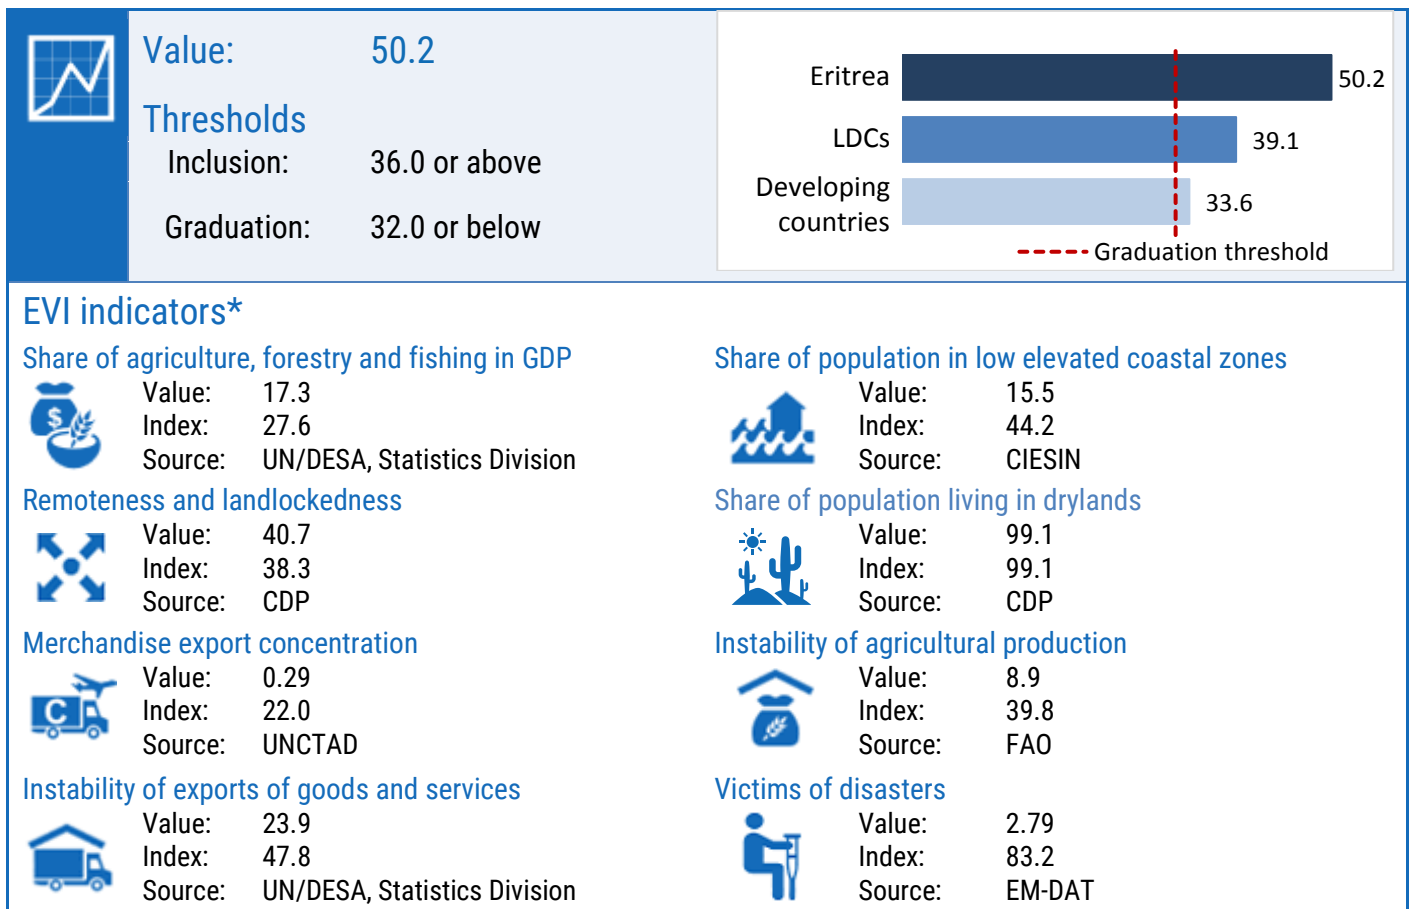 Value: 50.2
Thresholds
Inclusion: 36.0 or above
Graduation: 32.0 or below
Eritrea 50.2
LDCs 39.1
Developing
countries 33.6
Graduation threshold
EVI indicators*
Share of agriculture, forestry and fishing in GDP
$
Value: 17.3
Index: 27.6
Source: UN/DESA, Statistics Division
Share of population in low elevated coastal zones
Value: 15.5
Index: 44.2
Source: CIESIN
Remoteness and landlockedness
Value: 40.7
Index: 38.3
Source: CDP
Share of population living in drylands
Value: 99.1
Index: 99.1
Source: CDP
Merchandise export concentration
C
Value: 0.29
Index: 22.0
Source: UNCTAD
Instability of agricultural production
Value: 8.9
Index: 39.8
Source: FAO
Instability of exports of goods and services
Value: 23.9
Index: 47.8
Source: UN/DESA, Statistics Division
Victims of disasters
Value: 2.79
Index: 83.2
Source: EM-DAT